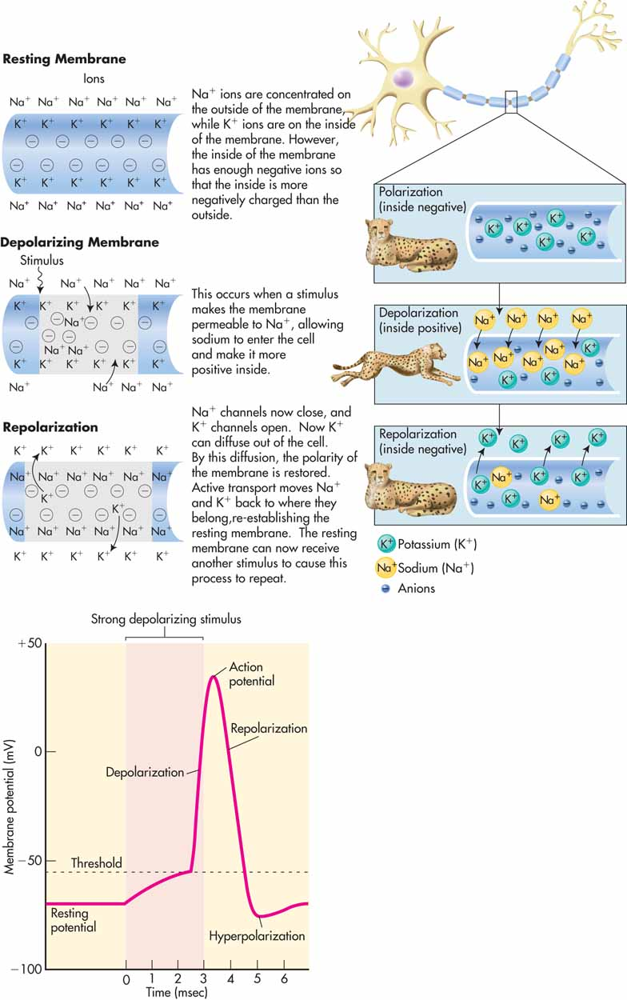 Resting Membrane
Ions
Na+ Na+ Na+ Na+ Na+ Na+
K+ K+ K+ K+ K+ K+
− − − − − −
− − − − − −
K+ K+ K+ K+ K+ K+
Na+ Na+ Na+ Na+ Na+ Na+
Na+ ions are concentrated on
the outside of the membrane,
while K+ ions are on the inside
of the membrane. However,
the inside of the membrane
has enough negative ions so
that the inside is more
negatively charged than the
outside.
Depolarizing Membrane
Stimulus
Na+ Na+ Na+ Na+ Na+
K+ K+ K+ K+ K+ K+
− Na+ − − −
− −
− Na+ Na+ − − −
K+ K+ K+ K+ K+ K+
Na+ Na+ Na+ Na+
This occurs when a stimulus
makes the membrane
permeable to Na+, allowing
sodium to enter the cell
and make it more
positive inside.
Repolarization
K+ K+ K+ K+ K+ K+
Na+ Na+ Na+ Na+ Na+ Na+
− − − − −
K+
K+
− − − − − −
Na+ Na+ Na+ Na+ Na+ Na+
K+ K+ K+ K+ K+ K+
Na+ channels now close, and
K+ channels open. Now K+
can diffuse out of the cell.
By this diffusion, the polarity of
the membrane is restored.
Active transport moves Na+
and K+ back to where they
belong,re-establishing the
resting membrane. The resting
membrane can now receive
another stimulus to cause this
process to repeat.
Polarization
(inside negative)
K+ K+ K+ K+ K+
Depolarization
(inside positive)
Na+ Na+ Na+ Na+
Na+ Na+ Na+ Na+ Na+ K+
K+ K+
Repolarization
(inside negative)
K+ K+ K+ K+
K+ Na+ K+ K+
Na+
K+ Potassium (K+)
Na+ Sodium (Na+)
Anions
Strong depolarizing stimulus
+50
Action
potential
Repolarization
0
Depolarization
Membrane potential (mV)
−50
Threshold
Resting
potential
Hyperpolarization
−100
0 1 2 3 4 5 6
Time (msec)